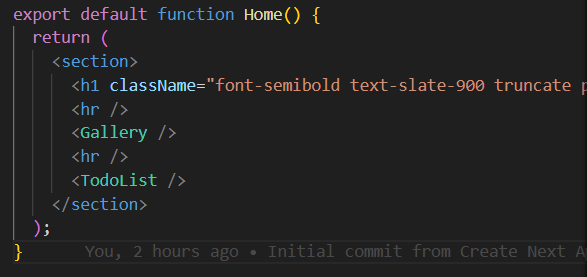 export default function Home() {
return (
<section>
<h1 className="font-semibold text-slate-900 truncate
<hr />
<Gallery />
<hr />
<TodoList />
</section>
);
}
You, 2 hours ago • Initial commit from Create Next